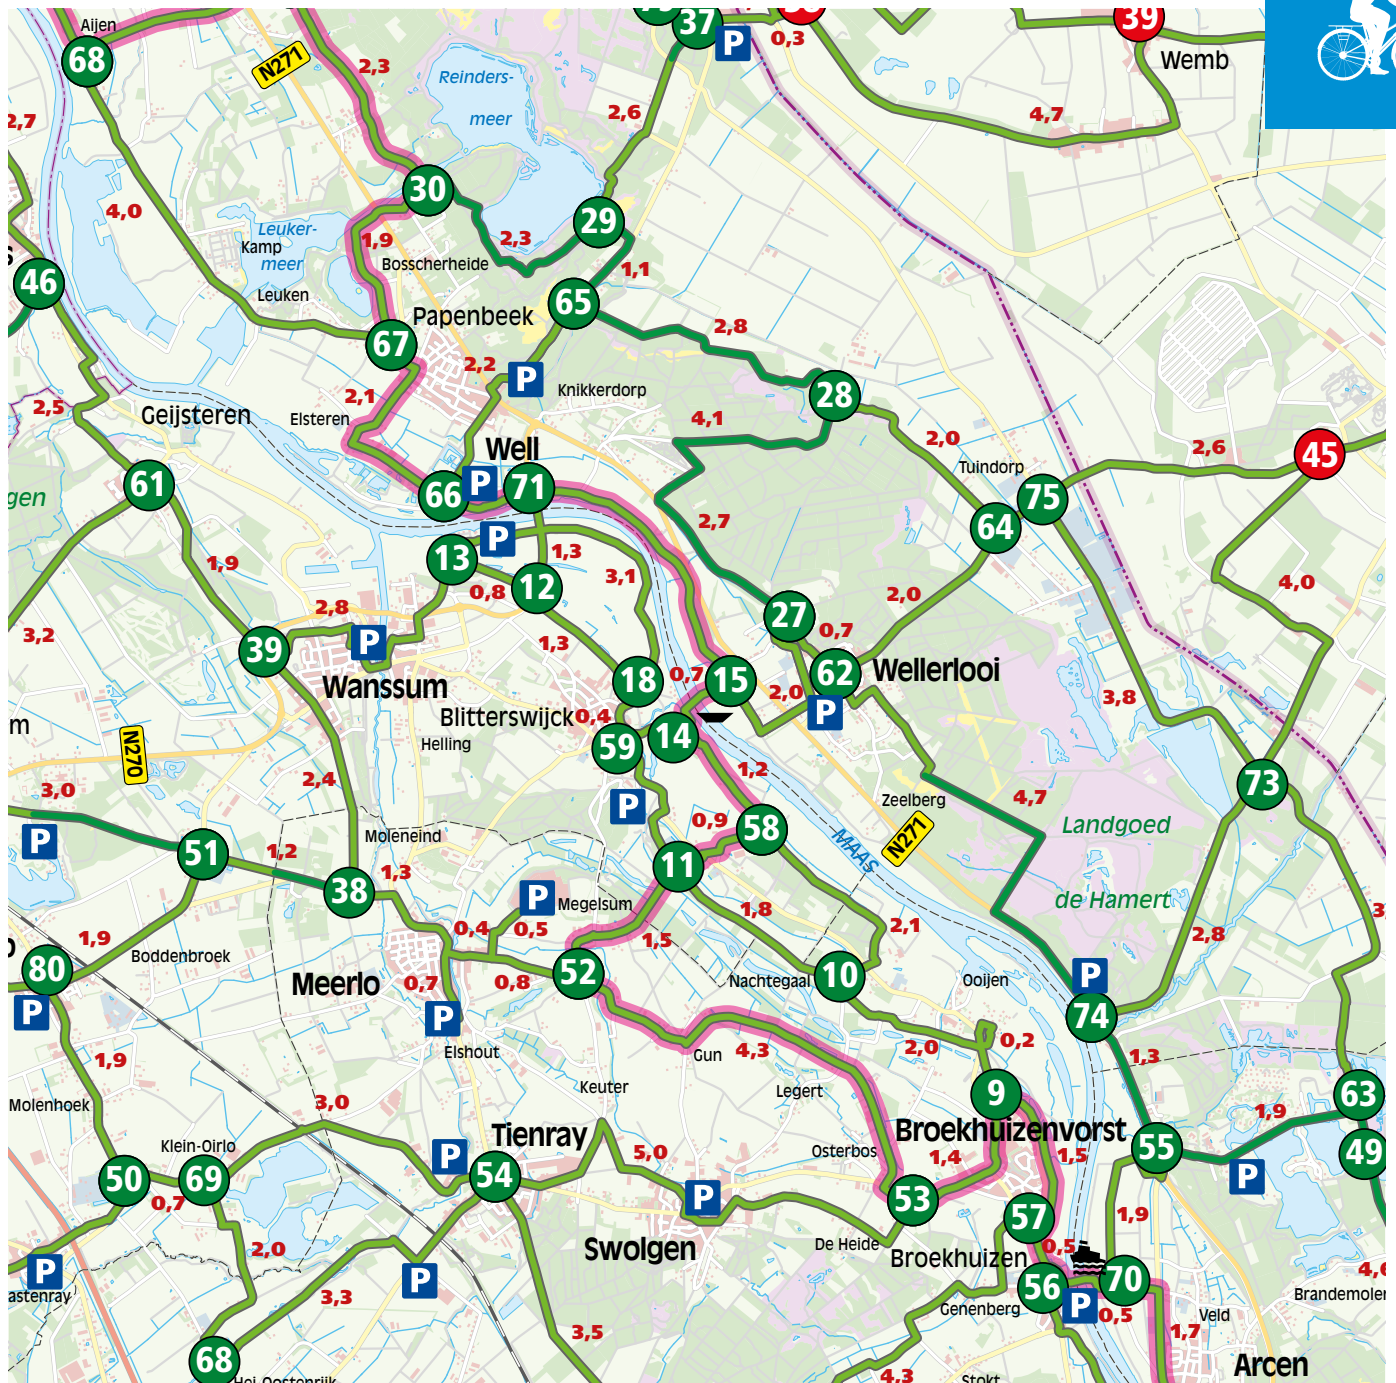 Aijen
37
P
39
68
N271
2,3
0,3
Wemb
Reinders-
meer
2,6
4,7
2,7
30
4,0
29
Leuker-
Kamp
meer
1,9
2,3
Bosscherheide
1,1
46
Leuken
65
Papenbeek
67
2,8
2,2
P
Knikkerdorp
28
2,1
2,5
Geijsteren
Elsteren
4,1
2,0
2,6
45
Well
Tuindorp
61
66
P
71
75
gen
64
2,7
P
13
1,3
1,9
3,1
4,0
0,8
12
2,0
2,8
27
3,2
1,3
0,7
39
P
62
Wellerlooi
18
0,7
15
Wanssum
2,0
3,8
m
Blitterswijck
0,4
P
59
14
Helling
N270
1,2
2,4
73
3,0
Zeelberg
4,7
P
0,9
58
Landgoed
Moleneind
N271
MAAS
51
1,2
11
38
1,3
P
Megelsum
de Hamert
1,8
0,4
0,5
2,1
1,9
1,5
2,8
Boddenbroek
80
52
10
P
Meerlo
0,7
0,8
Nachtegaal
Ooijen
P
P
74
2,0
0,2
Elshout
Gun
4,3
1,9
1,3
Keuter
Legert
9
63
Molenhoek
3,0
1,9
Broekhuizenvorst
Tienray
Klein-Oirlo
P
5,0
Osterbos
1,4
1,5
55
49
50
69
54
P
0,7
P
53
57
1,9
2,0
Swolgen
De Heide
Broekhuizen
0,5
P
P
56
70
4,6
astenray
3,3
Genenberg
P
0,5
Veld
Brandemolen
3,5
1,7
68
Arcen
Hei-Oostenrijk
4,3
Stokt